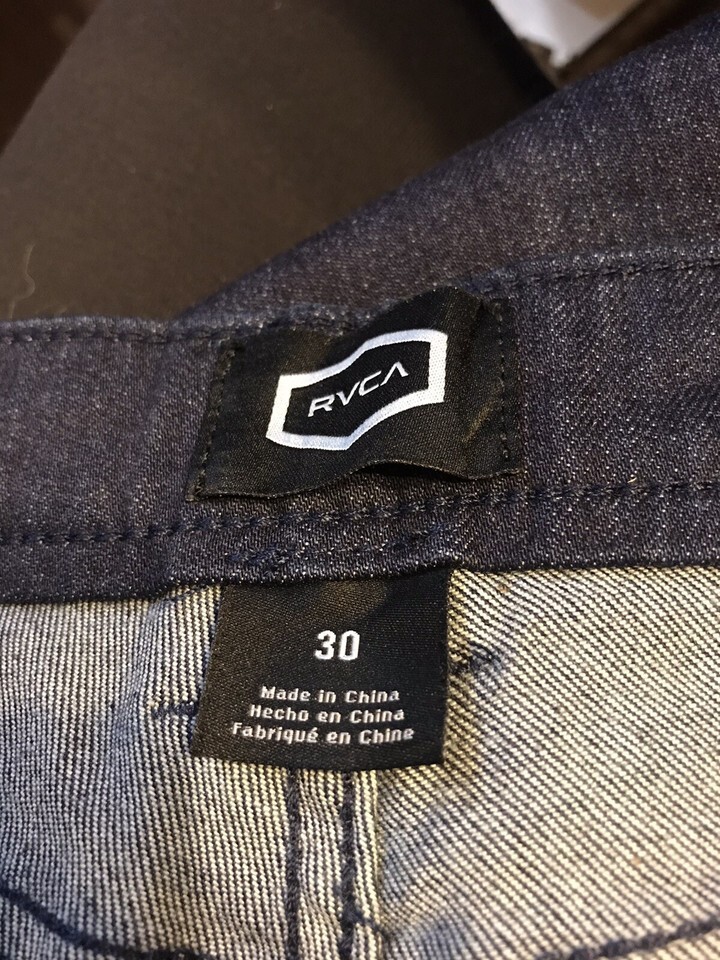 RVCA
30
Made in China
Hecho en China
Fabriqué en Chine